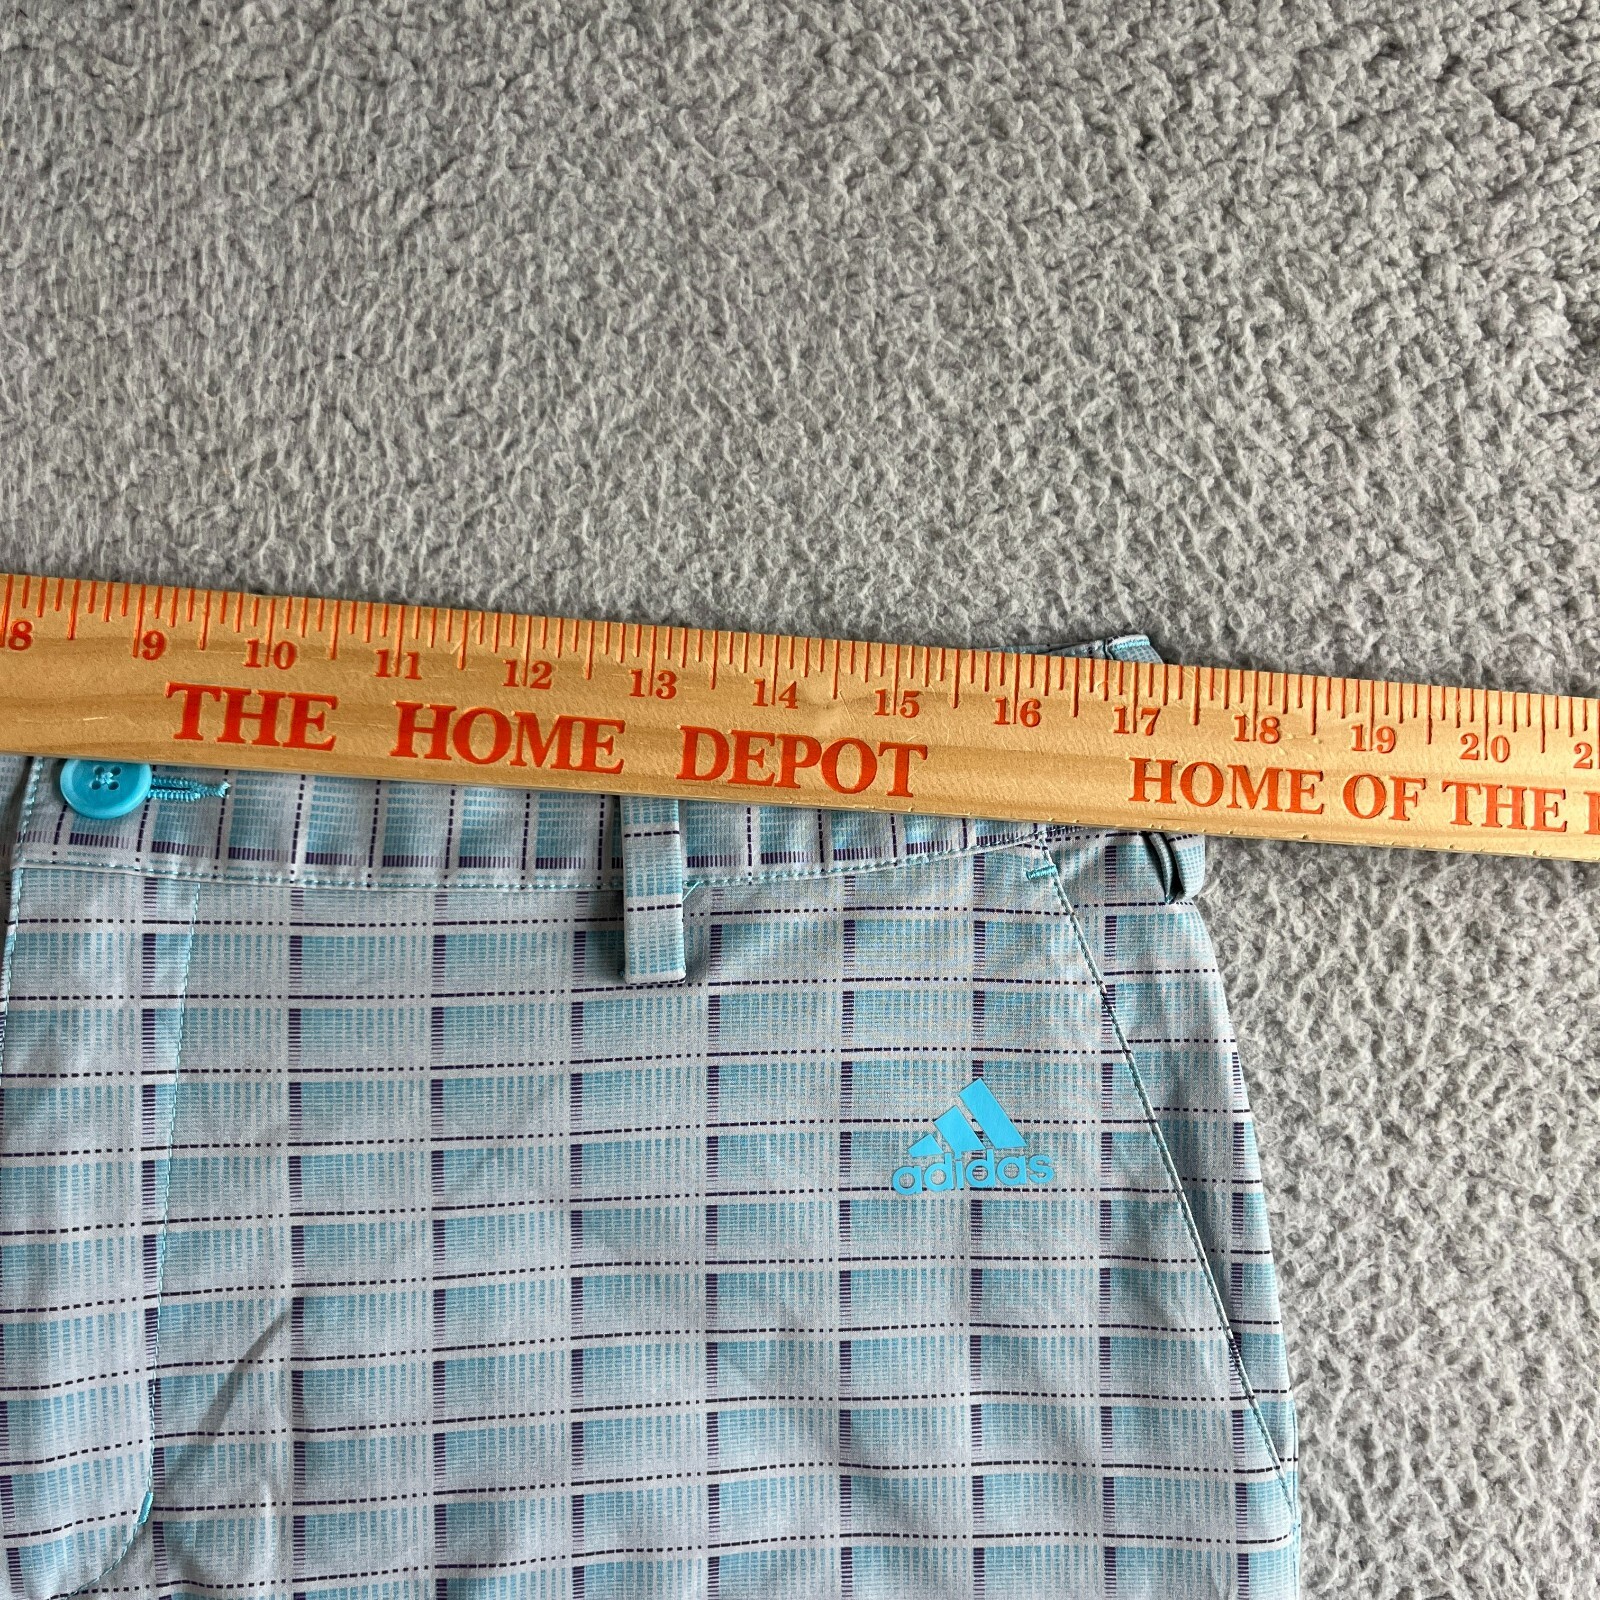 8 9 10 11 12 13 14 15 16 17 18 19 20
THE HOME DEPOT HOME OF THE
adidas